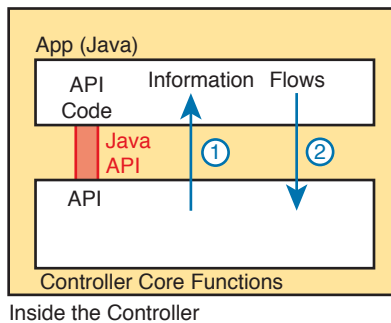 App (Java)
API
Code
Information
Flows
Java
API
1
2
API
Controller Core Functions
Inside the Controller